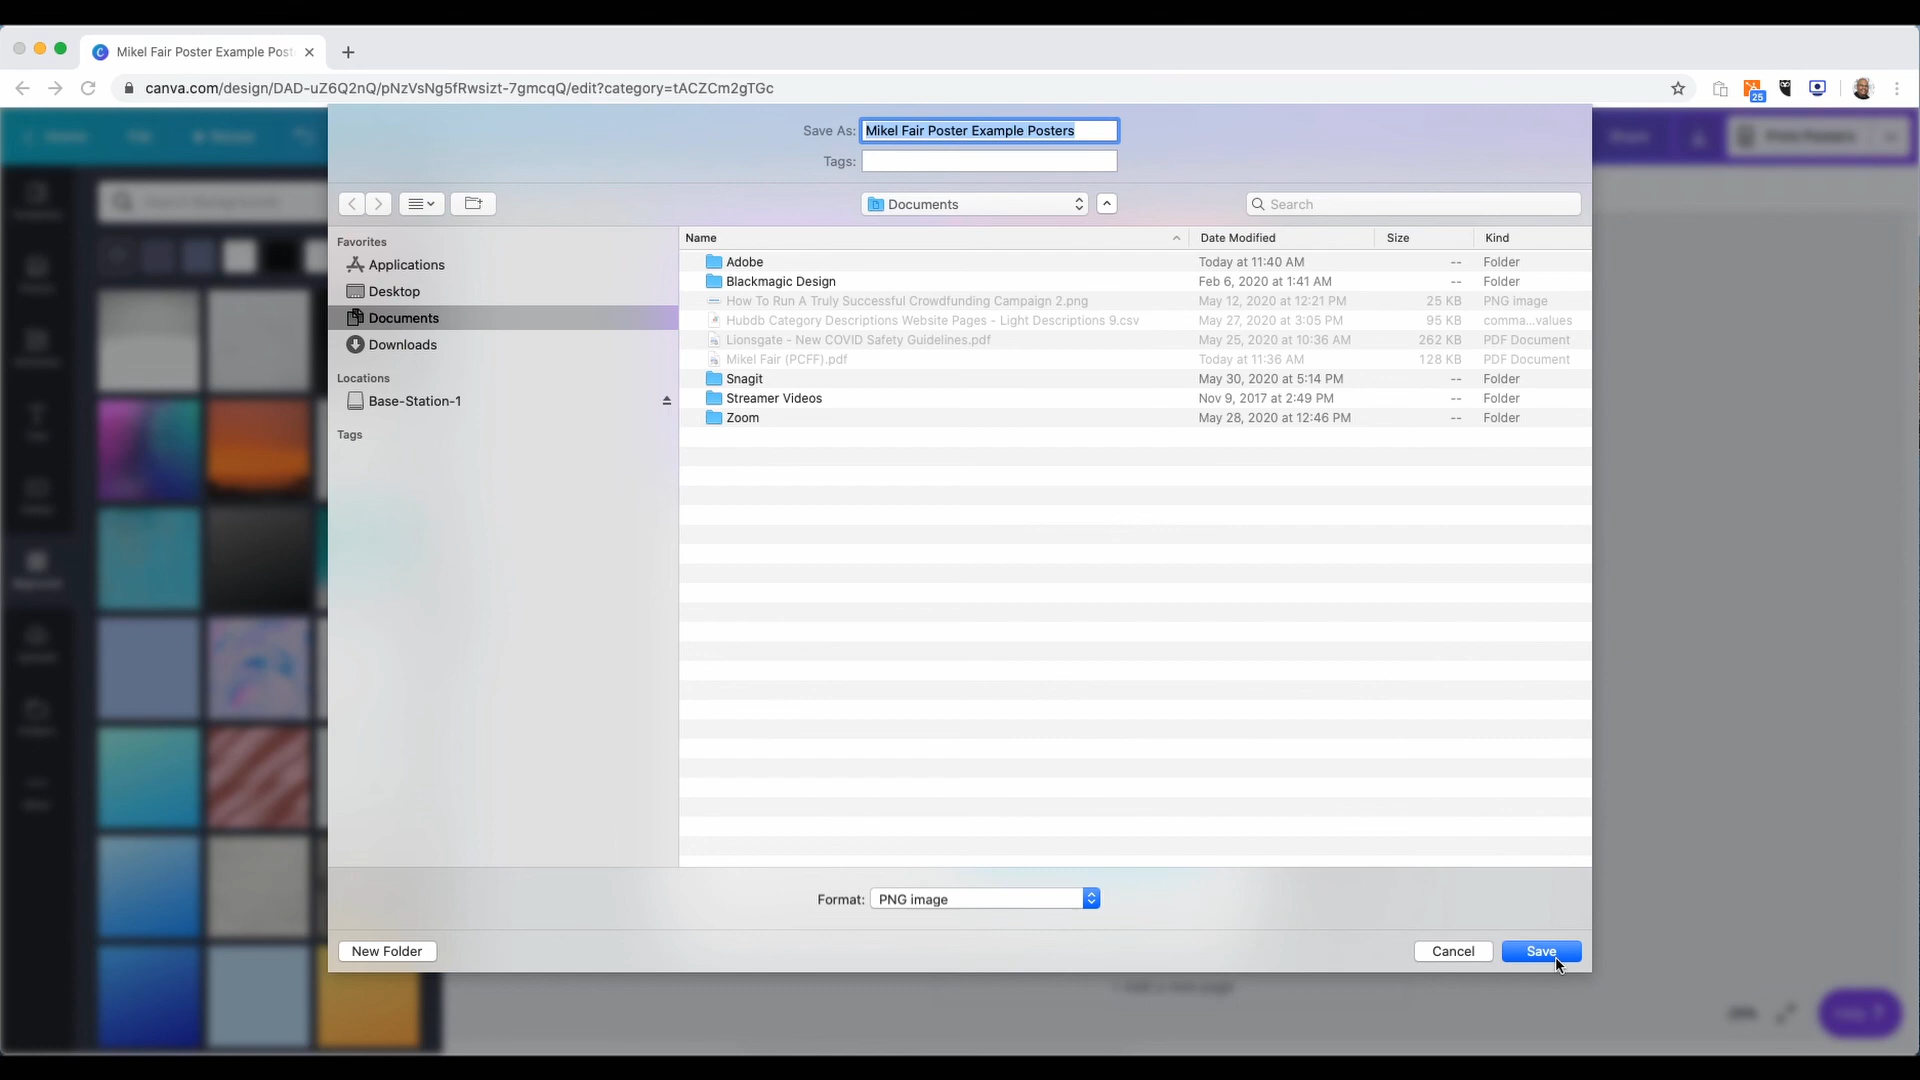 Mikel Fair Poster Example Post
canva.com/design/DAD-uZ6Q2nQ/pNzVsNg5fRwsizt-7gmcqQ/edit?category=tACZCm2gTGc
25
Save As: Mikel Fair Poster Example Posters
Tags:
Documents
Search
Favorites
Applications
Desktop
Documents
Downloads
Locations
Base-Station-1
Tags
Name Date Modified Size Kind
Adobe Today at 11:40 AM -- Folder
Blackmagic Design Feb 6, 2020 at 1:41 AM -- Folder
How To Run A Truly Successful Crowdfunding Campaign 2.png May 12, 2020 at 12:21 PM 25 KB PNG image
Hubdb Category Descriptions Website Pages - Light Descriptions 9.csv May 27, 2020 at 3:05 PM 95 KB comma...values
Lionsgate - New COVID Safety Guidelines.pdf May 25, 2020 at 10:36 AM 262 KB PDF Document
Mikel Fair (PCFF).pdf Today at 11:36 AM 128 KB PDF Document
Snagit May 30, 2020 at 5:14 PM -- Folder
Streamer Videos Nov 9, 2017 at 2:49 PM -- Folder
Zoom May 28, 2020 at 12:46 PM -- Folder
Format: PNG image
New Folder
Cancel
Save